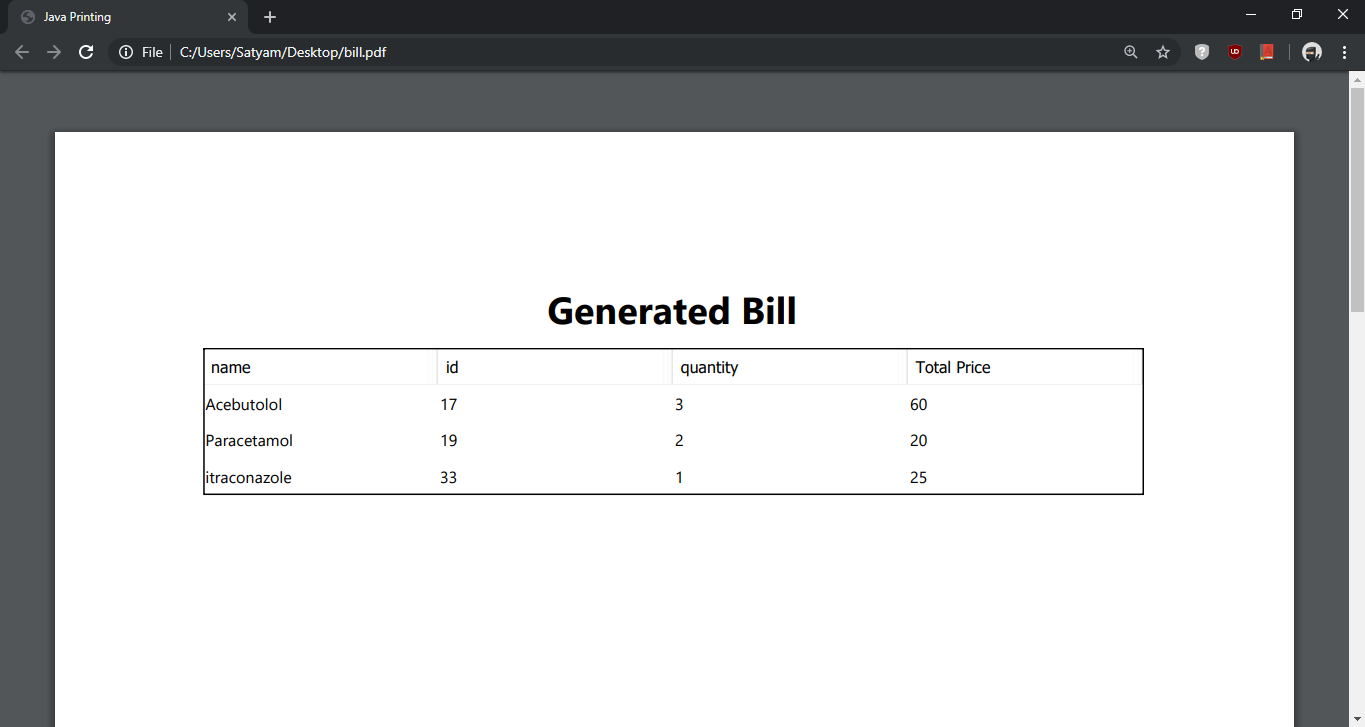 Java Printing
File C:/Users/Satyam/Desktop/bill.pdf
Generated Bill
name id quantity Total Price
Acebutolol 17 3 60
Paracetamol 19 2 20
itraconazole 33 1 25